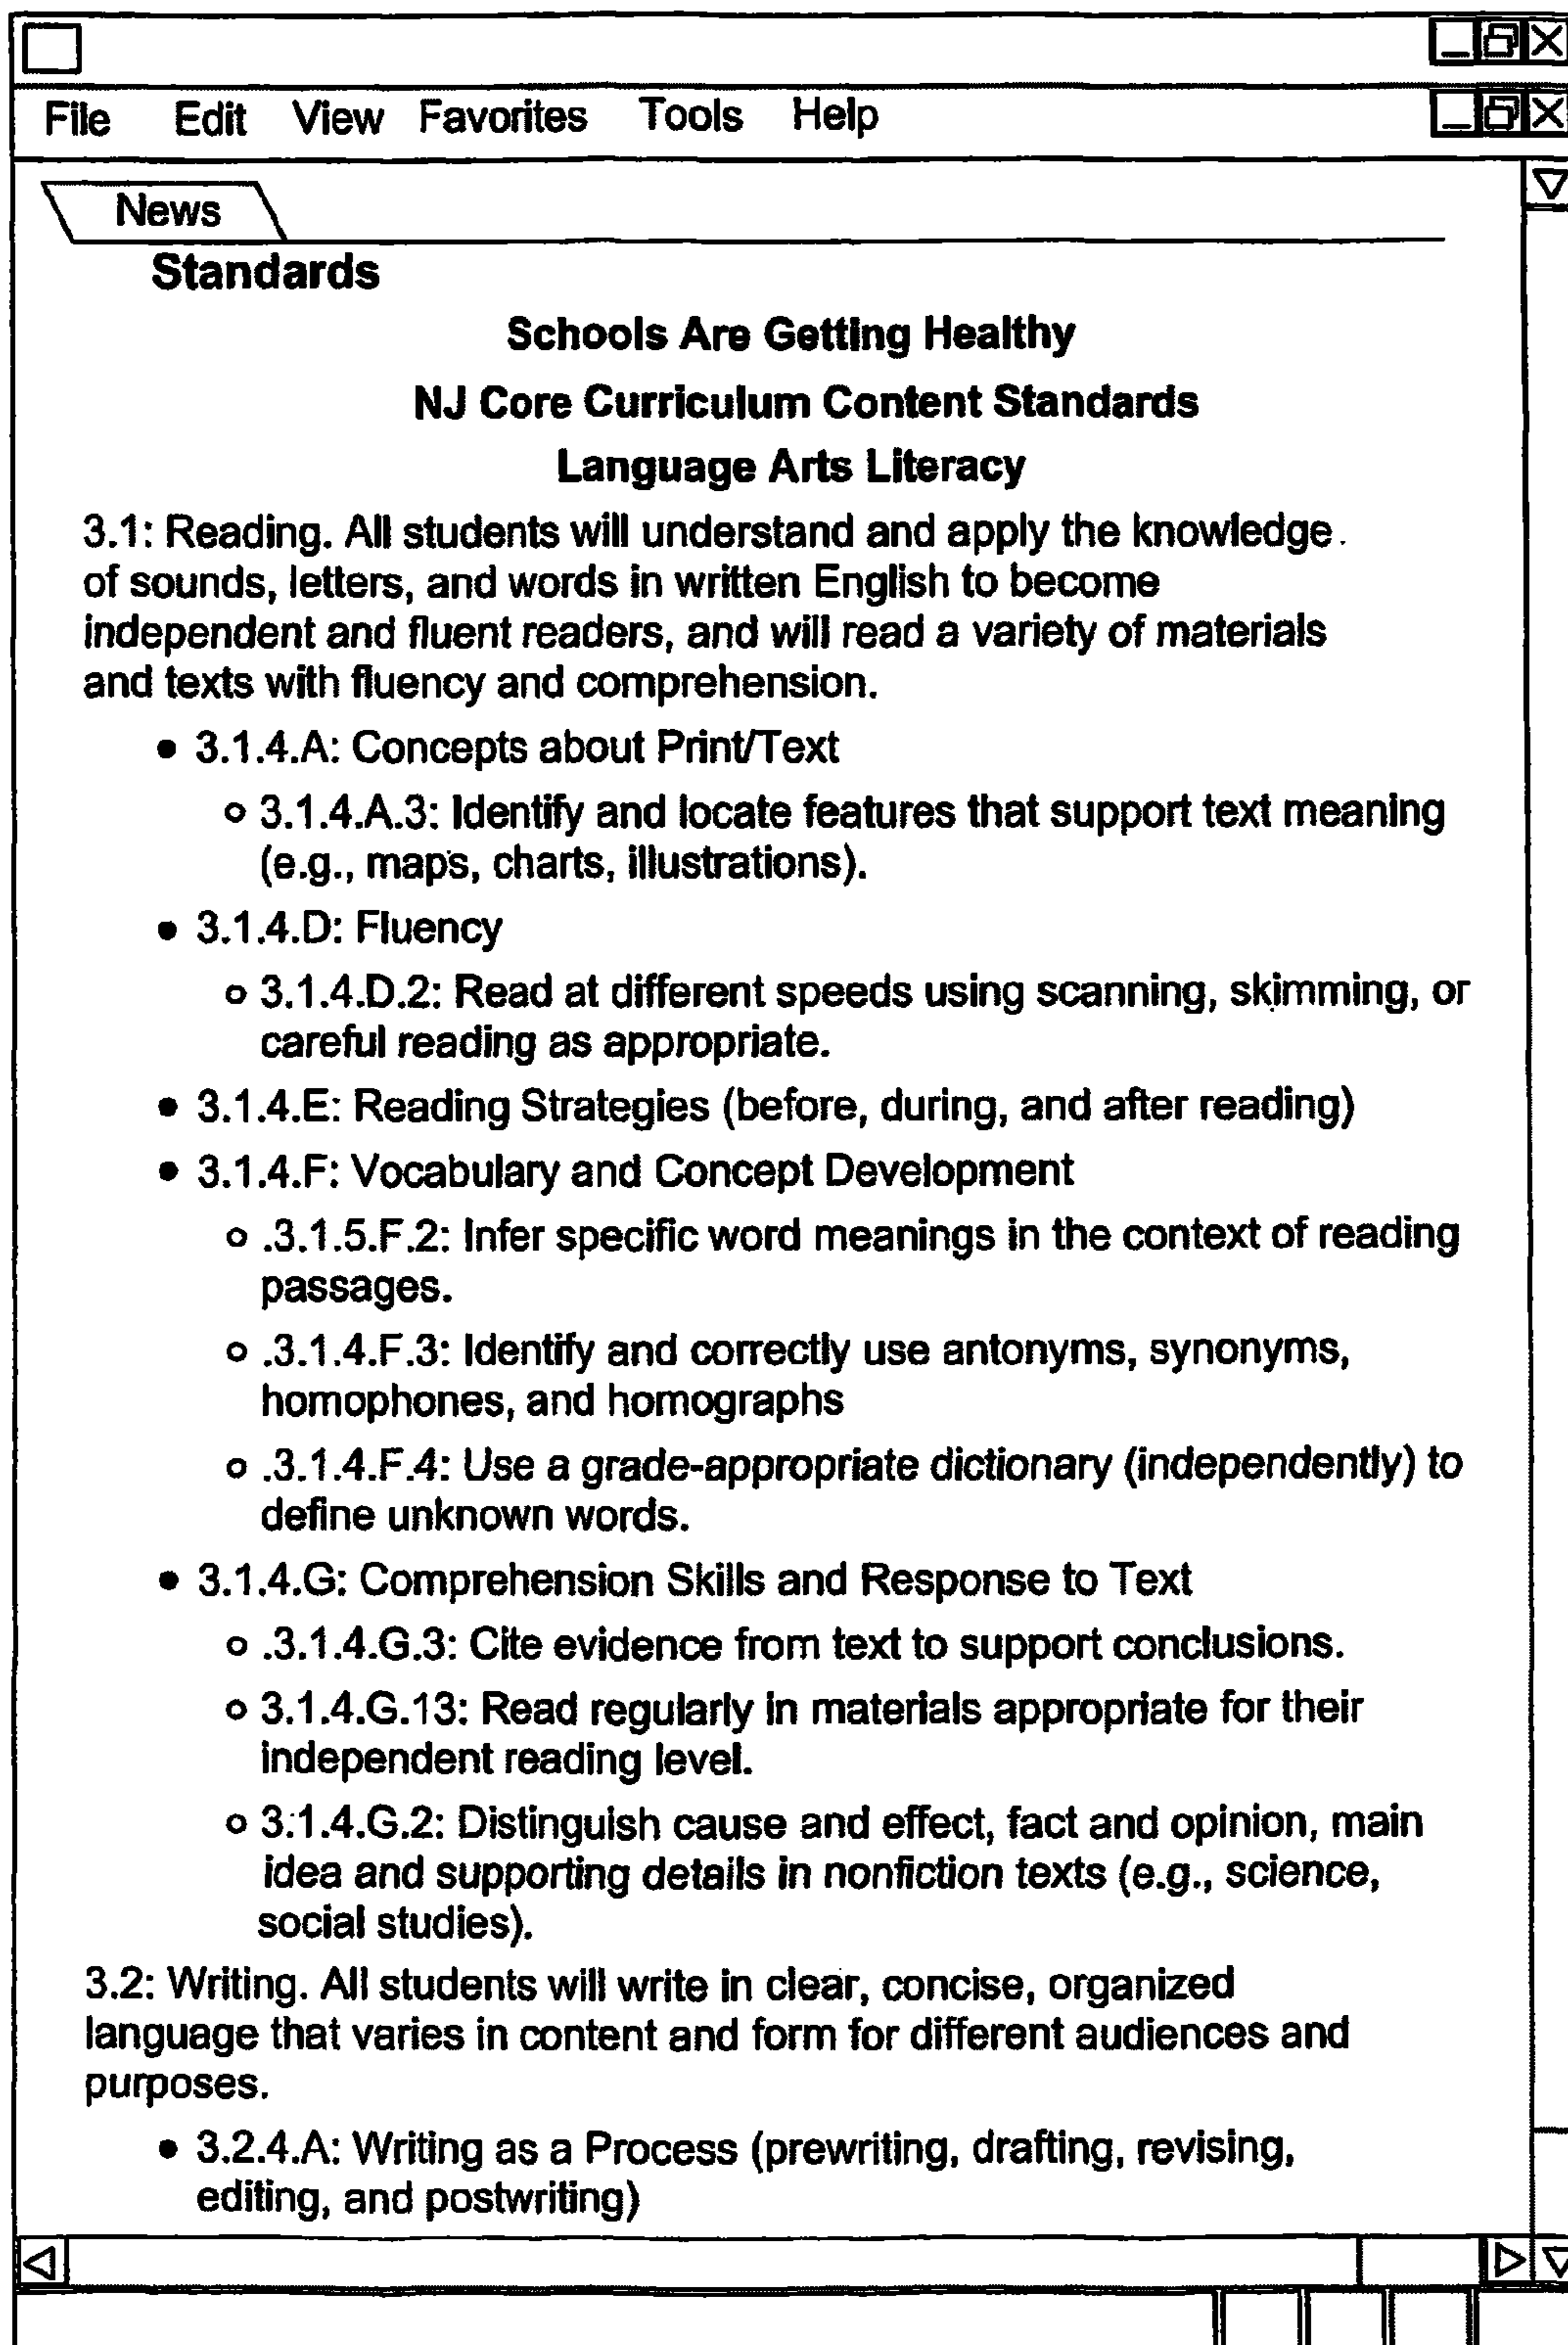 File Edit View Favorites Tools Help
News
Standards
Schools Are Getting Healthy
NJ Core Curriculum Content Standards
Language Arts Literacy
3.1: Reading. All students will understand and apply the knowledge
of sounds, letters, and words in written English to become
independent and fluent readers, and will read a variety of materials
and texts with fluency and comprehension.
• 3.1.4.A: Concepts about Print/Text
o 3.1.4.A.3: Identify and locate features that support text meaning
(e.g., maps, charts, illustrations).
• 3.1.4.D: Fluency
o 3.1.4.D.2: Read at different speeds using scanning, skimming, or
careful reading as appropriate.
• 3.1.4.E: Reading Strategies (before, during, and after reading)
• 3.1.4.F: Vocabulary and Concept Development
o .3.1.5.F.2: Infer specific word meanings in the context of reading
passages.
o .3.1.4.F.3: Identify and correctly use antonyms, synonyms,
homophones, and homographs
o .3.1.4.F.4: Use a grade-appropriate dictionary (independently) to
define unknown words.
• 3.1.4.G: Comprehension Skills and Response to Text
o .3.1.4.G.3: Cite evidence from text to support conclusions.
o 3.1.4.G.13: Read regularly in materials appropriate for their
independent reading level.
o 3.1.4.G.2: Distinguish cause and effect, fact and opinion, main
idea and supporting details in nonfiction texts (e.g., science,
social studies).
3.2: Writing. All students will write in clear, concise, organized
language that varies in content and form for different audiences and
purposes.
• 3.2.4.A: Writing as a Process (prewriting, drafting, revising,
editing, and postwriting)